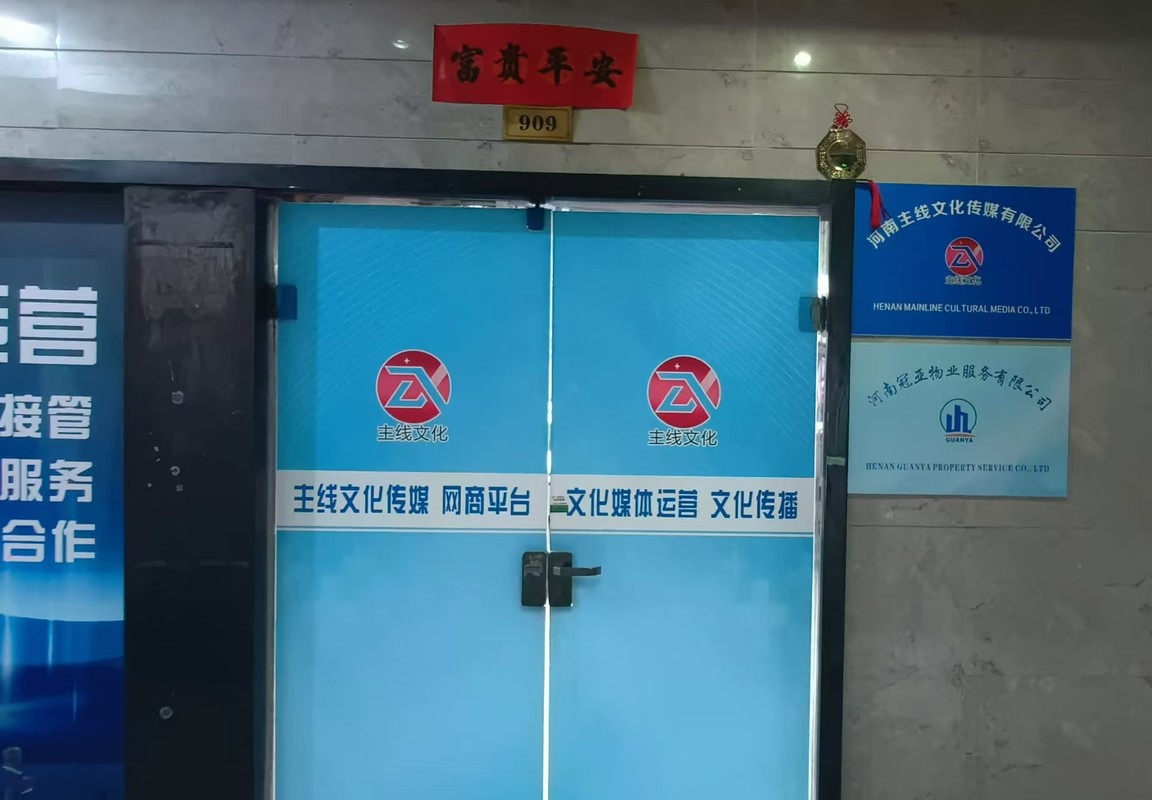 富贵平安
909
河南主线文化传媒有限公司
主线文化
HENAN MAINLINE CULTURAL MEDIA CO., LTD
河南冠亚物业服务有限公司
GUANYA
HENAN GUANYA PROPERTY SERVICE CO., LTD
主线文化
主线文化
主线文化传媒 网商平台
文化媒体运营 文化传播
营
接管
服务
合作